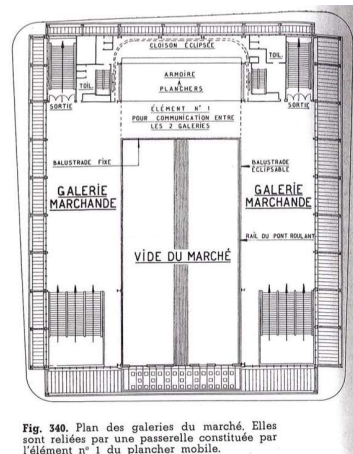 CLOISON ÉCLIPSÉE
ARMOIRE
À
PLANCHERS
TOIL.
TOIL.
SORTIE
SORTIE
ÉLÉMENT N° 1
POUR COMMUNICATION ENTRE
LES 2 GALERIES
BALUSTRADE FIXE
BALUSTRADE
ÉCLIPSABLE
GALERIE
MARCHANDE
GALERIE
MARCHANDE
RAIL DU PONT ROULANT
VIDE DU MARCHÉ
Fig. 340. Plan des galeries du marché. Elles
sont reliées par une passerelle constituée par
l'élément n° 1 du plancher mobile.